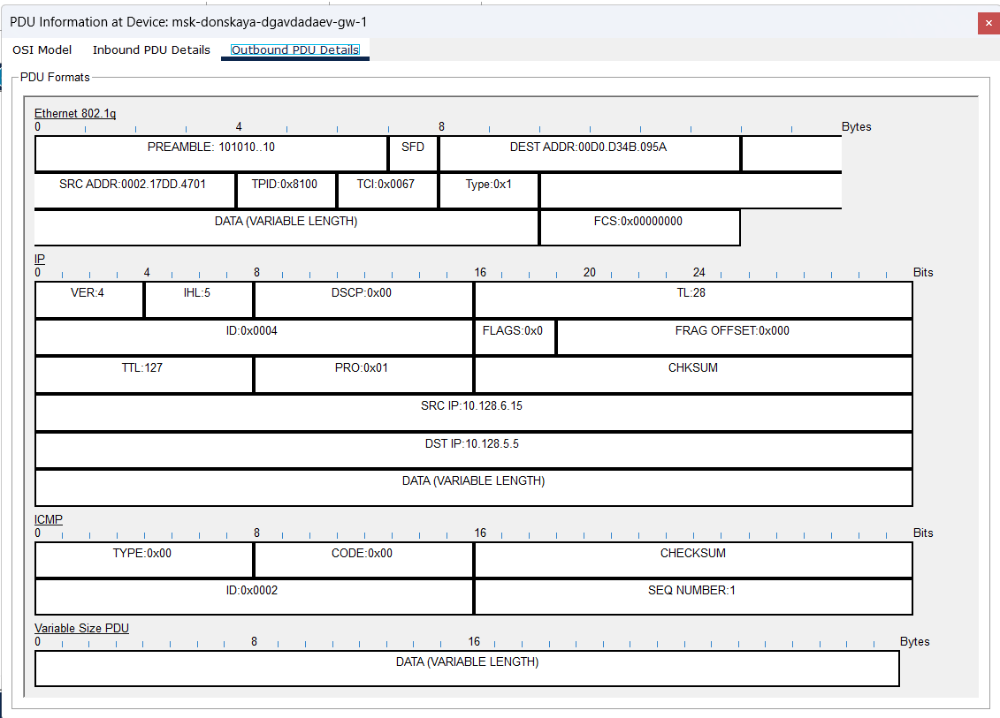 PDU Information at Device: msk-donskaya-dgavdadaev-gw-1
×
OSI Model Inbound PDU Details Outbound PDU Details
PDU Formats
Ethernet 802.1q
0 4 8 Bytes
PREAMBLE: 101010..10 SFD DEST ADDR:00D0.D34B.095A
SRC ADDR:0002.17DD.4701 TPID:0x8100 TCI:0x0067 Type:0x1
DATA (VARIABLE LENGTH) FCS:0x00000000
IP
0 4 8 16 20 24 Bits
VER:4 IHL:5 DSCP:0x00 TL:28
ID:0x0004 FLAGS:0x0 FRAG OFFSET:0x000
TTL:127 PRO:0x01 CHKSUM
SRC IP:10.128.6.15
DST IP:10.128.5.5
DATA (VARIABLE LENGTH)
ICMP
0 8 16 Bits
TYPE:0x00 CODE:0x00 CHECKSUM
ID:0x0002 SEQ NUMBER:1
Variable Size PDU
0 8 16 Bytes
DATA (VARIABLE LENGTH)